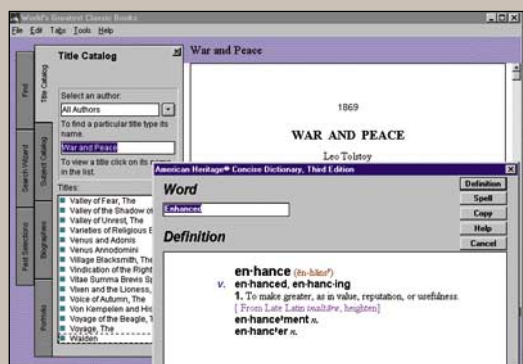 World's Greatest Classic Books
File Edit Tabs Tools Help
Find
Search Wizard
Past Selections
Title Catalog
Subject Catalog
Biographies
Portfolio
Title Catalog
Select an author:
All Authors
To find a particular title type its
name.
War and Peace
To view a title click on its name
in the list.
Titles:
Valley of Fear, The
Valley of the Shadow of
Valley of Unrest, The
Varieties of Religious E
Venus and Adonis
Venus Annodomini
Village Blacksmith, The
Vindication of the Right
Vitae Summa Brevis Sp
Vixen and the Lioness,
Voice of Autumn, The
Von Kempelen and His
Voyage of the Beagle, T
Voyage, The
Walden
War and Peace
1869
WAR AND PEACE
Leo Tolstoy
American Heritage® Concise Dictionary, Third Edition
Word
Enhanced
Definition
Spell
Copy
Help
Cancel
Definition
en·hance
v. en·hanced, en·hanc·ing
1. To make greater, as in value, reputation, or usefulness.
[ From Late Latin inaltāre, heighten]
en·hance'ment n.
en·hanc'er n.